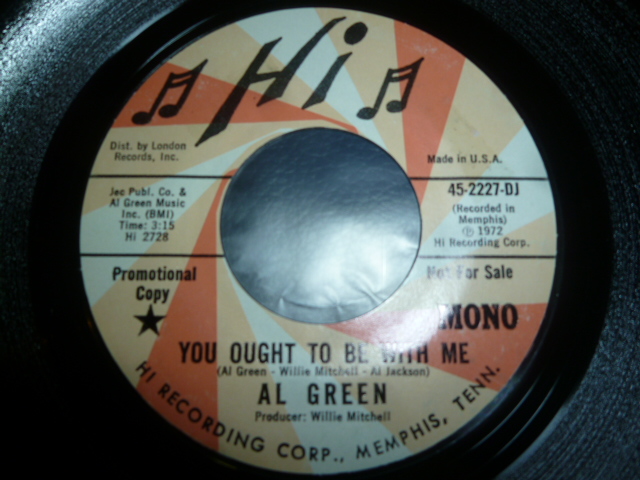 Hi
Dist. by London
Records, Inc.
Made in U.S.A.
Jec Publ. Co. &
Al Green Music
Inc. (BMI)
Time: 3:15
Hi 2728
45-2227-DJ
(Recorded in
Memphis)
℗ 1972
Hi Recording Corp.
Promotional
Copy
Not For Sale
MONO
YOU OUGHT TO BE WITH ME
(Al Green - Willie Mitchell - Al Jackson)
AL GREEN
Producer: Willie Mitchell
HI RECORDING CORP., MEMPHIS, TENN.